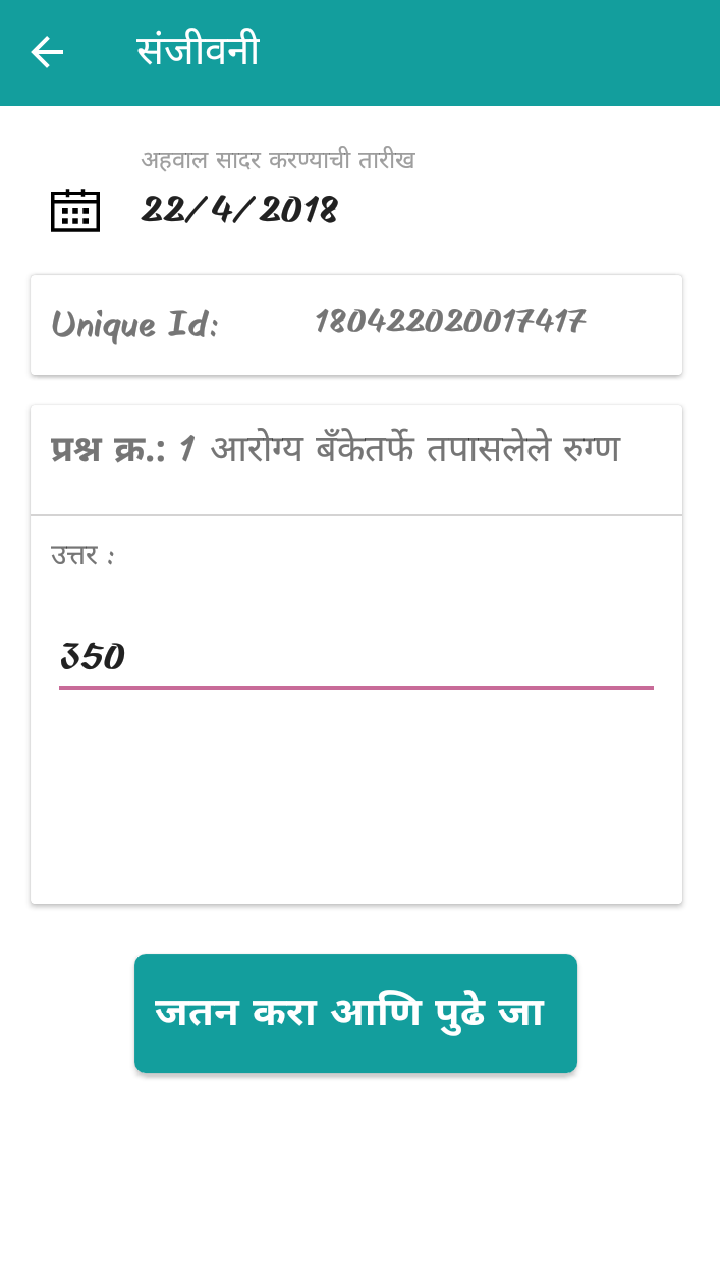 संजीवनी
अहवाल सादर करण्याची तारीख
22/4/2018
Unique Id: 180422020017417
प्रश्न क्र.: 1 आरोग्य बँकेतर्फे तपासलेले रुग्ण
उत्तर :
350
जतन करा आणि पुढे जा